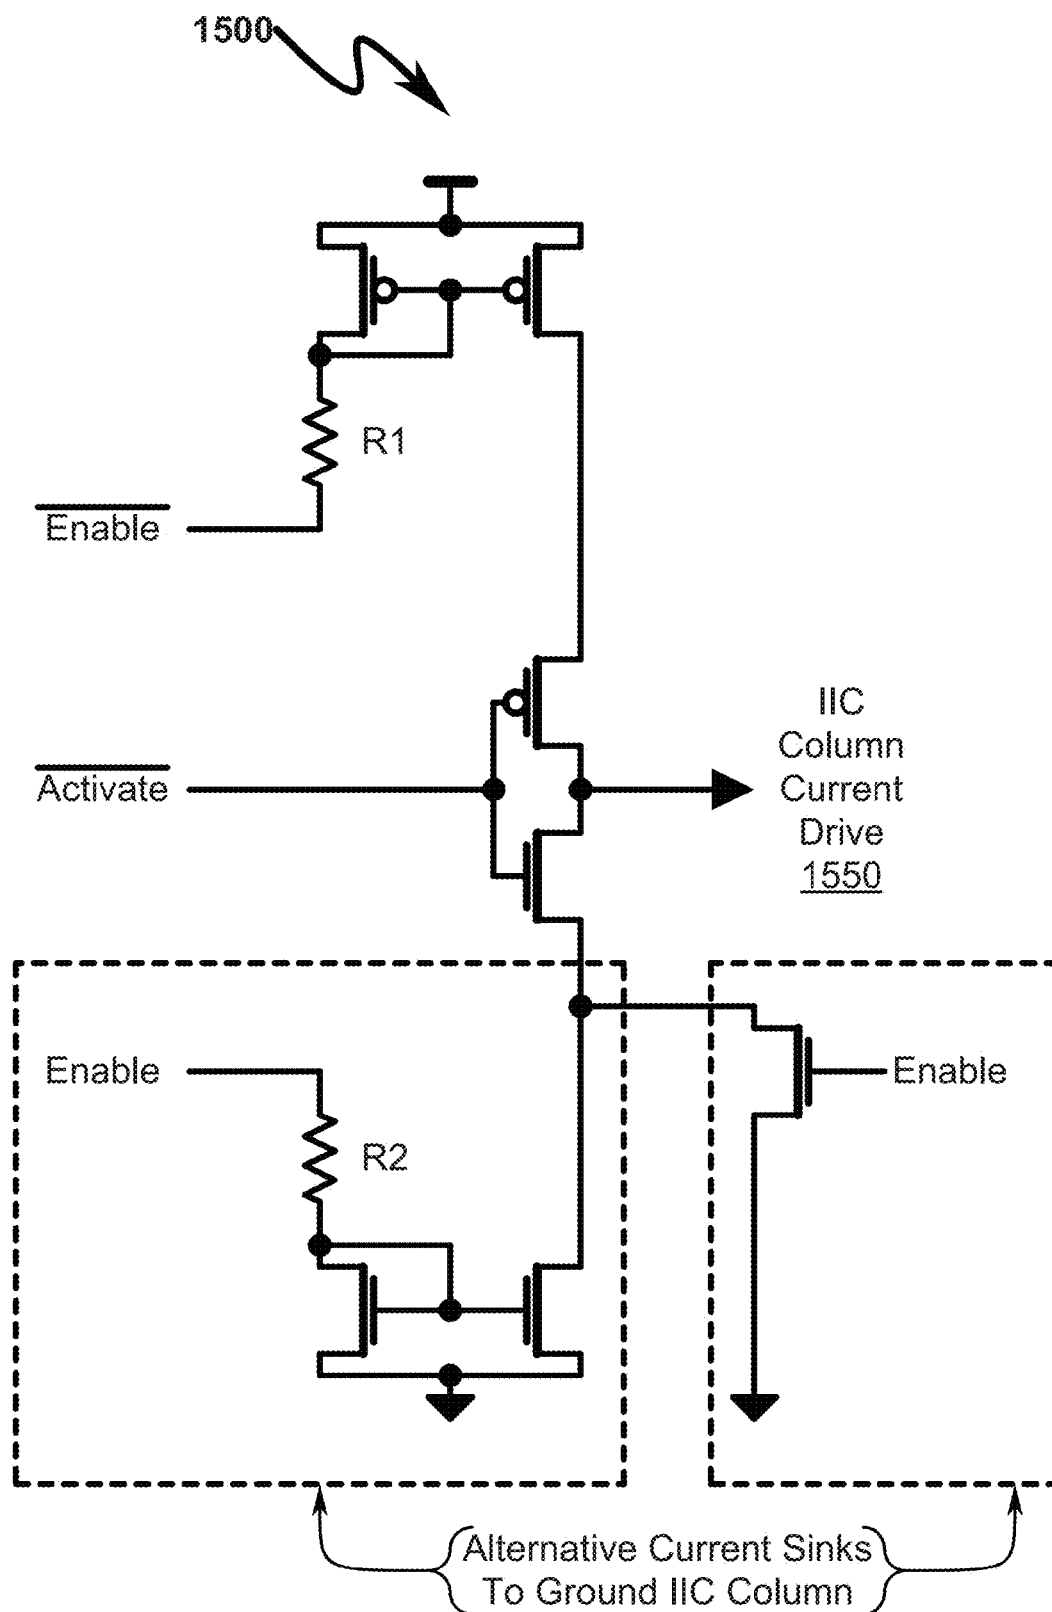 1500
R1
Enable
Activate
IIC
Column
Current
Drive
1550
Enable
R2
Enable
Alternative Current Sinks
To Ground IIC Column